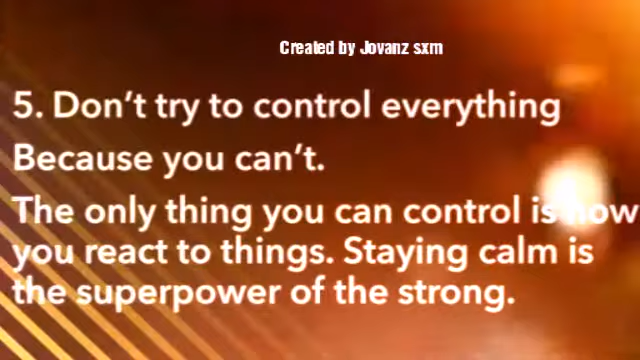 Created by Jovanz sxm
5. Don't try to control everything
Because you can't.
The only thing you can control is how
you react to things. Staying calm is
the superpower of the strong.